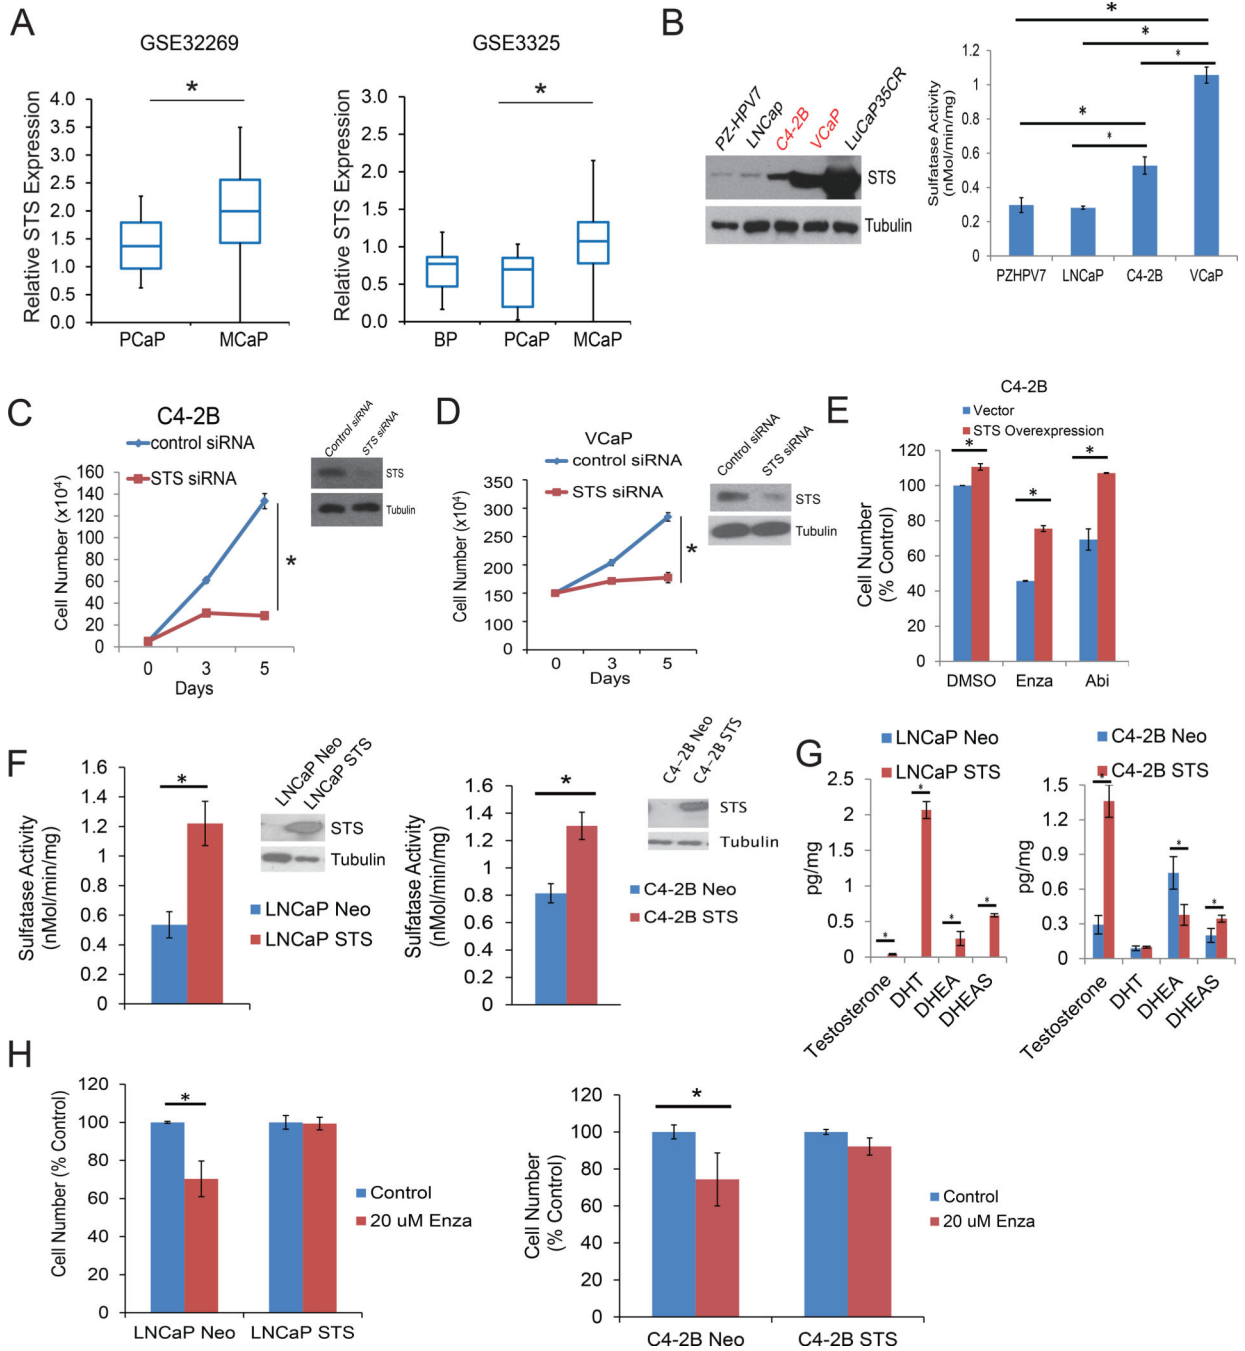 A
GSE32269
*
Relative STS Expression
4.0
3.5
3.0
2.5
2.0
1.5
1.0
0.5
0.0
PCaP
MCaP
GSE3325
*
Relative STS Expression
3.0
2.5
2.0
1.5
1.0
0.5
0.0
BP
PCaP
MCaP
B
PZ-HPV7
LNCap
C4-2B
VCaP
LuCaP35CR
STS
Tubulin
*
*
*
*
*
Sulfatase Activity
(nMol/min/mg)
1.2
1
0.8
0.6
0.4
0.2
0
PZHPV7
LNCaP
C4-2B
VCaP
C
C4-2B
control siRNA
STS siRNA
Cell Number (x10⁴)
160
140
120
100
80
60
40
20
0
*
0
3
5
Days
Control siRNA
STS siRNA
STS
Tubulin
D
VCaP
control siRNA
STS siRNA
Cell Number (x10⁴)
350
300
250
200
150
100
50
0
*
0
3
5
Days
Control siRNA
STS siRNA
STS
Tubulin
E
C4-2B
Vector
STS Overexpression
Cell Number
(% Control)
120
100
80
60
40
20
0
*
*
*
DMSO
Enza
Abi
F
Sulfatase Activity
(nMol/min/mg)
1.6
1.4
1.2
1
0.8
0.6
0.4
0.2
0
*
LNCaP Neo
LNCaP STS
STS
Tubulin
LNCaP Neo
LNCaP STS
Sulfatase Activity
(nMol/min/mg)
1.6
1.4
1.2
1
0.8
0.6
0.4
0.2
0
*
C4-2B Neo
C4-2B STS
STS
Tubulin
C4-2B Neo
C4-2B STS
G
LNCaP Neo
LNCaP STS
pg/mg
2.5
2
1.5
1
0.5
0
*
*
*
*
Testosterone
DHT
DHEA
DHEAS
C4-2B Neo
C4-2B STS
pg/mg
1.5
1.2
0.9
0.6
0.3
0
*
*
*
Testosterone
DHT
DHEA
DHEAS
H
Cell Number (% Control)
120
100
80
60
40
20
0
*
LNCaP Neo
LNCaP STS
Control
20 uM Enza
Cell Number
(% Control)
120
100
80
60
40
20
0
*
C4-2B Neo
C4-2B STS
Control
20 uM Enza